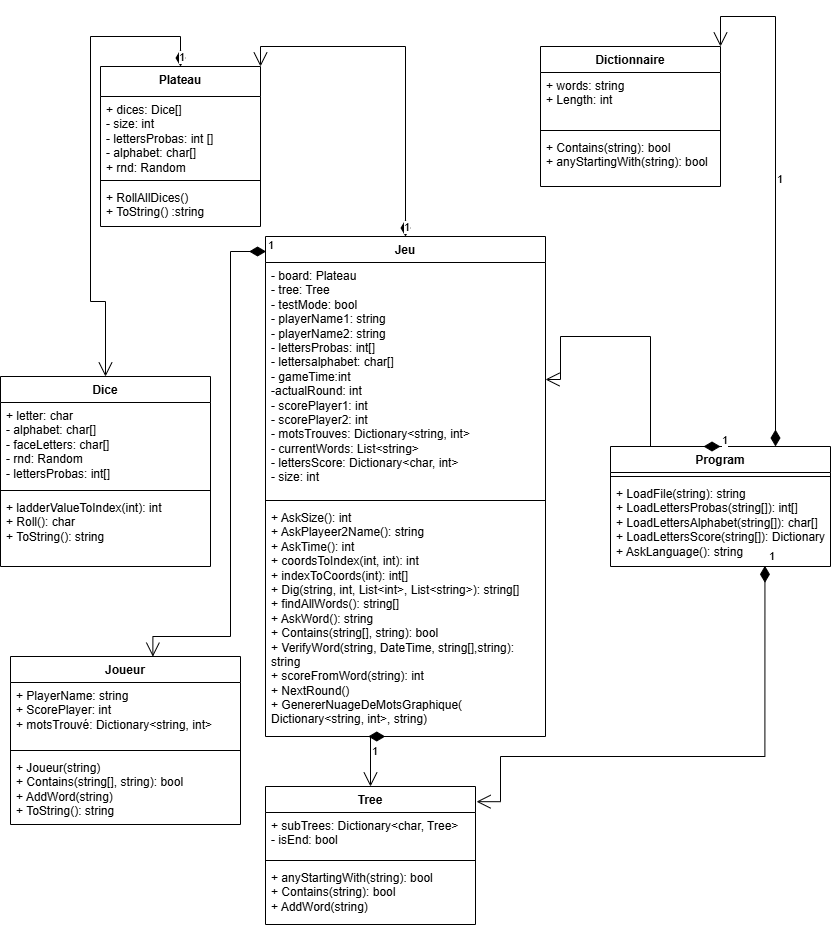 1
Plateau
+ dices: Dice[]
- size: int
- lettersProbas: int []
- alphabet: char[]
+ rnd: Random
+ RollAllDices()
+ ToString() :string
Dictionnaire
+ words: string
+ Length: int
+ Contains(string): bool
+ anyStartingWith(string): bool
1
1
1
Jeu
- board: Plateau
- tree: Tree
- testMode: bool
- playerName1: string
- playerName2: string
- lettersProbas: int[]
- lettersalphabet: char[]
- gameTime:int
-actualRound: int
- scorePlayer1: int
- scorePlayer2: int
- motsTrouves: Dictionary<string, int>
- currentWords: List<string>
- lettersScore: Dictionary<char, int>
- size: int
+ AskSize(): int
+ AskPlayeer2Name(): string
+ AskTime(): int
+ coordsToIndex(int, int): int
+ indexToCoords(int): int[]
+ Dig(string, int, List<int>, List<string>): string[]
+ findAllWords(): string[]
+ AskWord(): string
+ Contains(string[], string): bool
+ VerifyWord(string, DateTime, string[],string):
string
+ scoreFromWord(string): int
+ NextRound()
+ GenererNuageDeMotsGraphique(
Dictionary<string, int>, string)
Dice
+ letter: char
- alphabet: char[]
- faceLetters: char[]
- rnd: Random
- lettersProbas: int[]
+ ladderValueToIndex(int): int
+ Roll(): char
+ ToString(): string
1
Program
+ LoadFile(string): string
+ LoadLettersProbas(string[]): int[]
+ LoadLettersAlphabet(string[]): char[]
+ LoadLettersScore(string[]): Dictionary
+ AskLanguage(): string
1
Joueur
+ PlayerName: string
+ ScorePlayer: int
+ motsTrouvé: Dictionary<string, int>
+ Joueur(string)
+ Contains(string[], string): bool
+ AddWord(string)
+ ToString(): string
1
Tree
+ subTrees: Dictionary<char, Tree>
- isEnd: bool
+ anyStartingWith(string): bool
+ Contains(string): bool
+ AddWord(string)